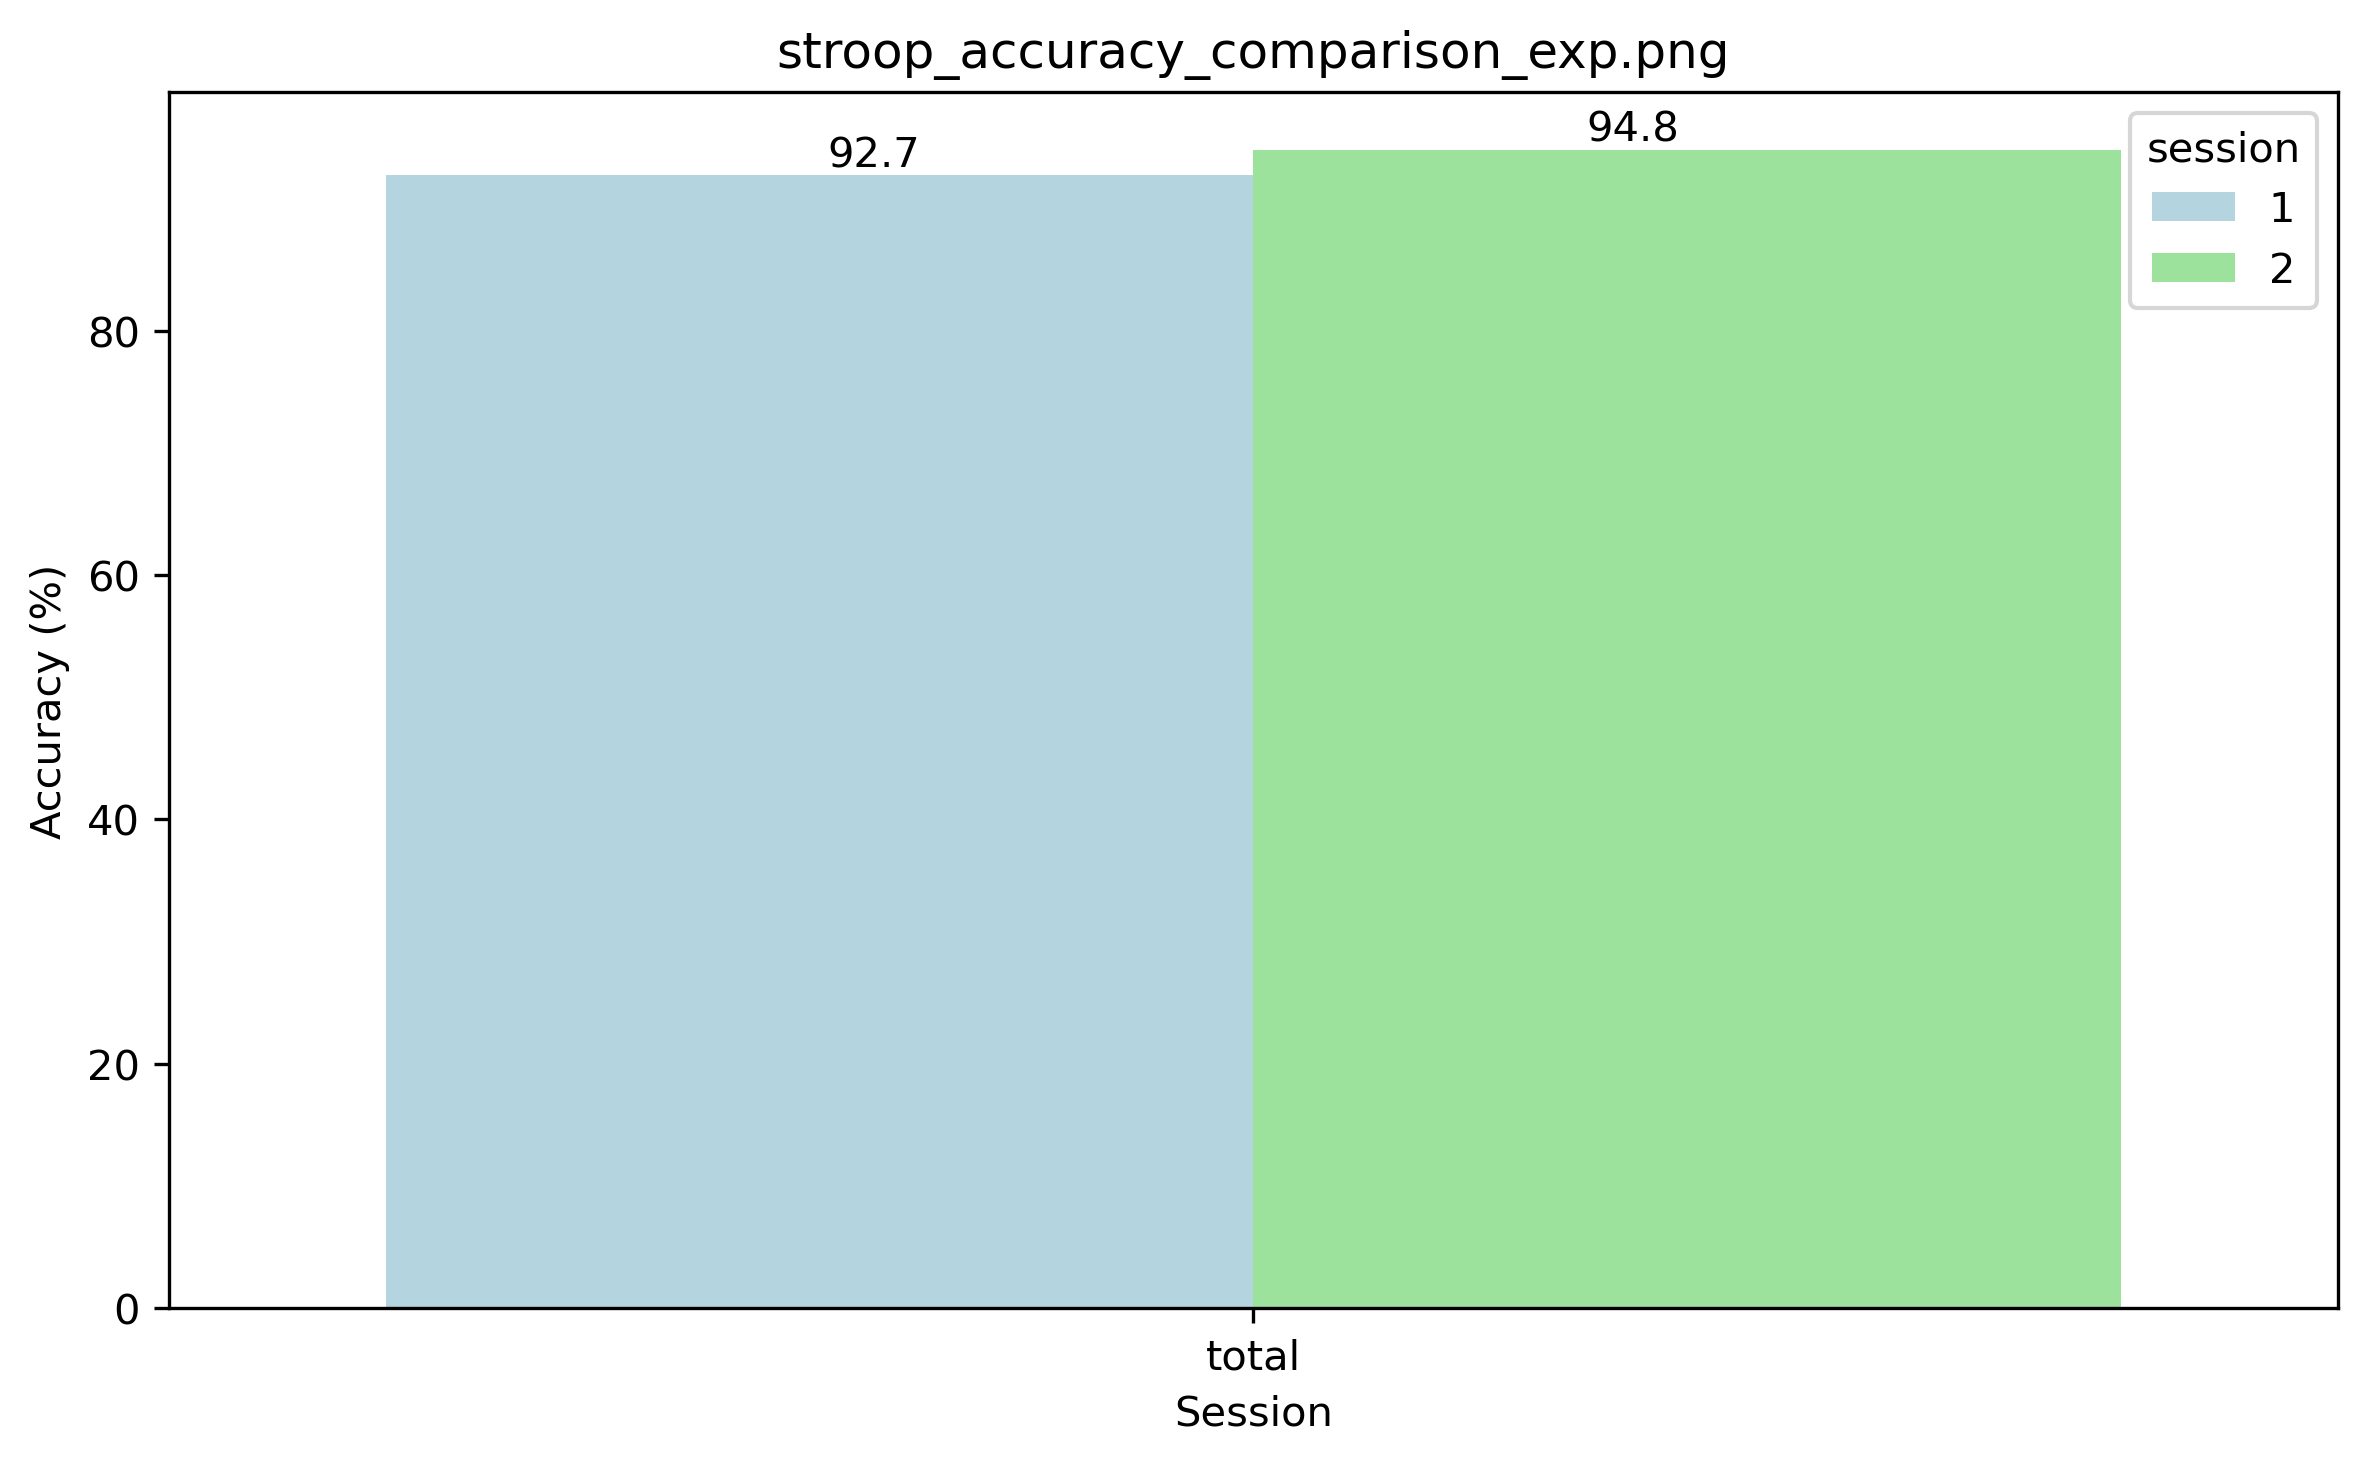 stroop_accuracy_comparison_exp.png
92.7
94.8
session
1
2
80
60
40
20
0
Accuracy (%)
total
Session